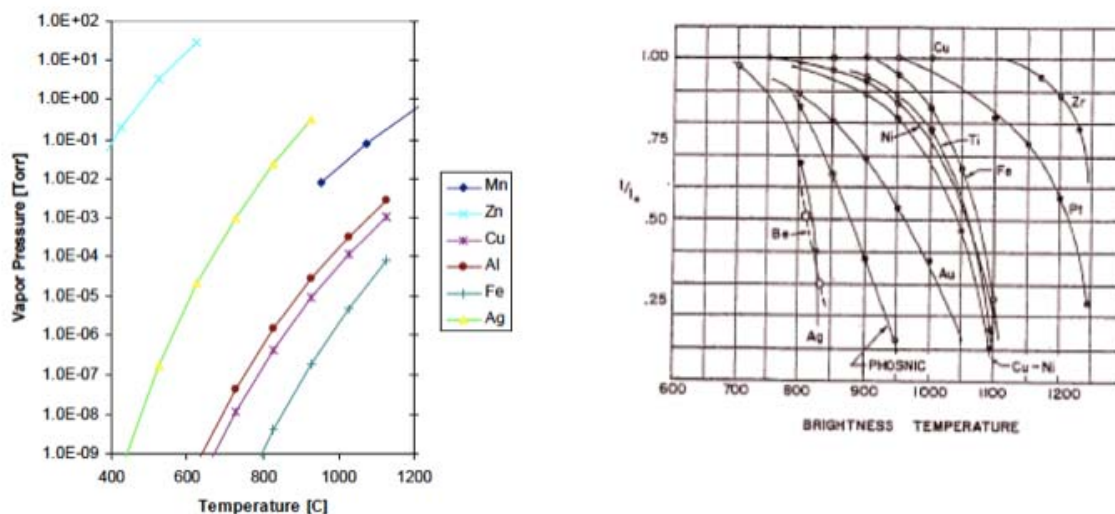 1.0E+02
1.0E+01
1.0E+00
1.0E-01
1.0E-02
1.0E-03
1.0E-04
1.0E-05
1.0E-06
1.0E-07
1.0E-08
1.0E-09
Vapor Pressure [Torr]
400 600 800 1000 1200
Temperature [C]
Mn
Zn
Cu
Al
Fe
Ag
1.00
.75
.50
.25
Cu
Zr
Ni
Ti
Fe
Pt
Be
Au
Ag
PHOSNIC
Cu-Ni
600 700 800 900 1000 1100 1200
BRIGHTNESS TEMPERATURE